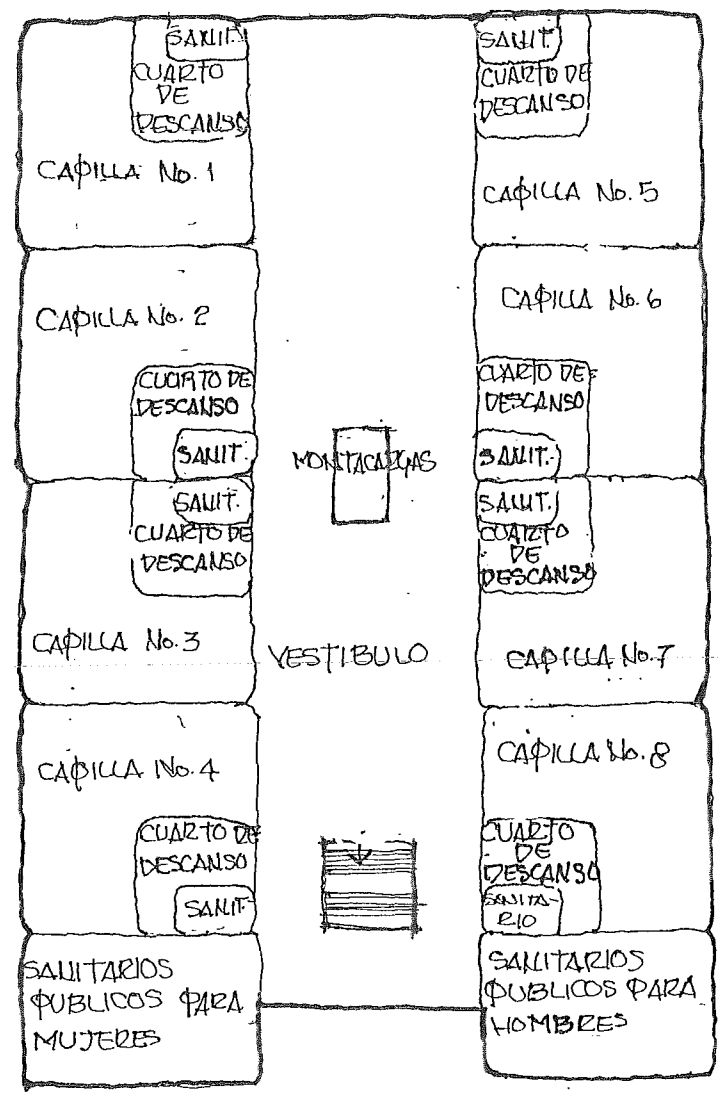 SANIT.
CUARTO
DE
DESCANSO
CAPILLA No. 1
CAPILLA No. 2
CUARTO DE
DESCANSO
SANIT.
SANIT.
CUARTO DE
DESCANSO
CAPILLA No. 3
CAPILLA No. 4
CUARTO DE
DESCANSO
SANIT.
SANITARIOS
PUBLICOS PARA
MUJERES
MONTACARGAS
VESTIBULO
SANIT.
CUARTO DE
DESCANSO
CAPILLA No. 5
CAPILLA No. 6
CUARTO DE
DESCANSO
SANIT.
SANIT.
CUARTO
DE
DESCANSO
CAPILLA No. 7
CAPILLA No. 8
CUARTO
DE
DESCANSO
SANITA-
RIO
SANITARIOS
PUBLICOS PARA
HOMBRES